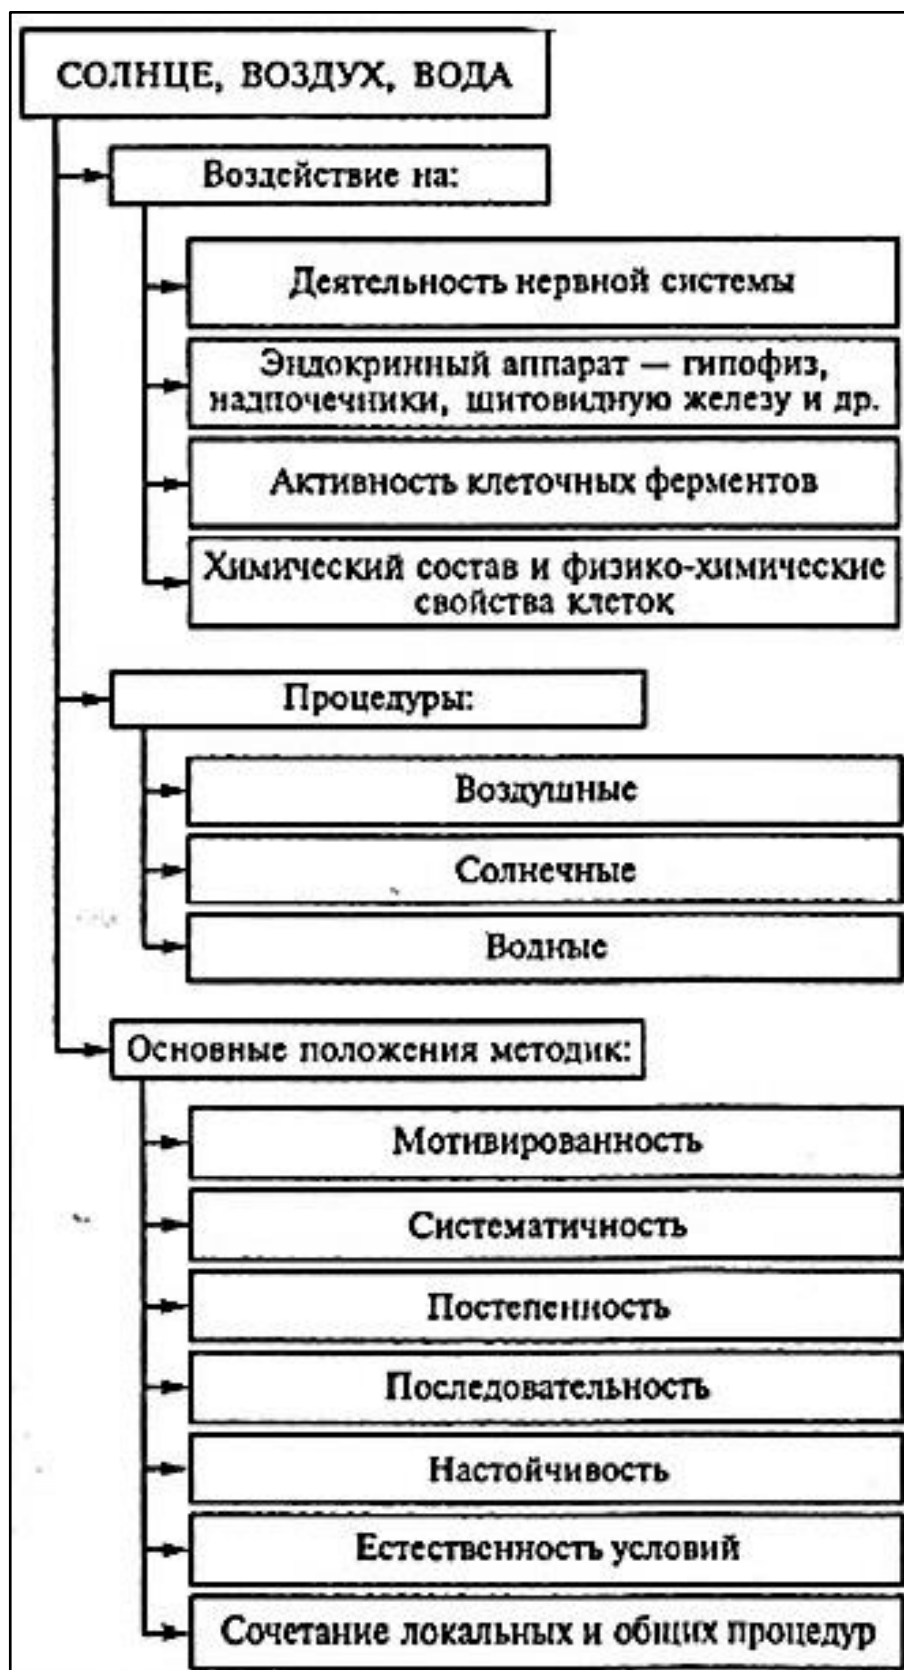 СОЛНЦЕ, ВОЗДУХ, ВОДА
Воздействие на:
Деятельность нервной системы
Эндокринный аппарат — гипофиз,
надпочечники, щитовидную железу и др.
Активность клеточных ферментов
Химический состав и физико-химические
свойства клеток
Процедуры:
Воздушные
Солнечные
Водные
Основные положения методик:
Мотивированность
Систематичность
Постепенность
Последовательность
Настойчивость
Естественность условий
Сочетание локальных и общих процедур